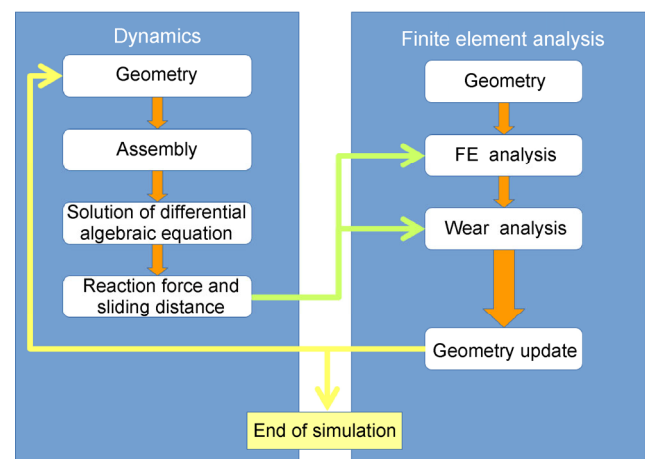 Dynamics
Geometry
Assembly
Solution of differential
algebraic equation
Reaction force and
sliding distance
Finite element analysis
Geometry
FE analysis
Wear analysis
Geometry update
End of simulation